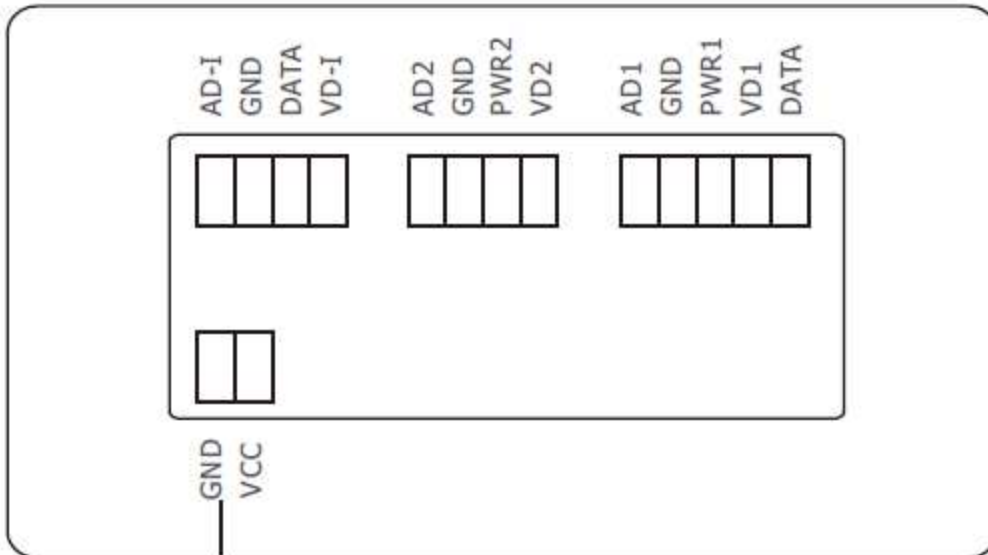 AD-I GND DATA VD-I AD2 GND PWR2 VD2 AD1 GND PWR1 VD1 DATA
GND VCC